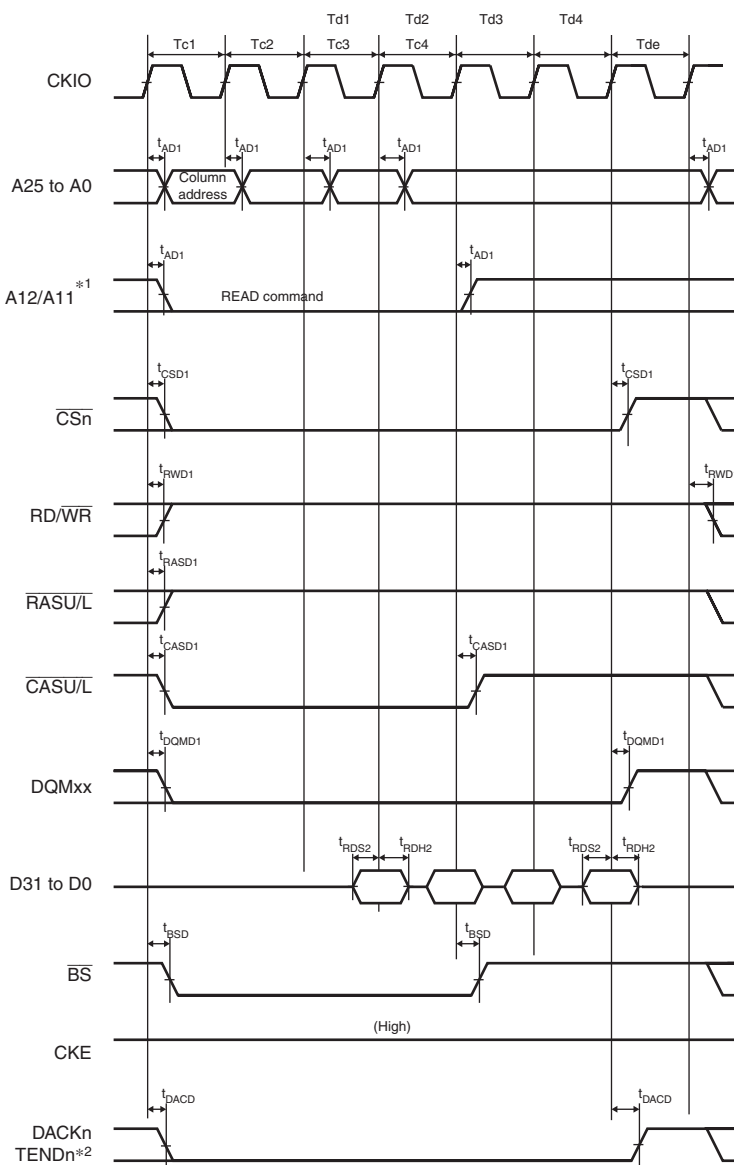 Td1 Td2 Td3 Td4
Tc1 Tc2 Tc3 Tc4 Tde
CKIO
tAD1 tAD1 tAD1 tAD1 tAD1
A25 to A0
Column
address
tAD1 tAD1
A12/A11*1
READ command
tCSD1 tCSD1
CSn
tRWD1 tRWD
RD/WR
tRASD1
RASU/L
tCASD1 tCASD1
CASU/L
tDQMD1 tDQMD1
DQMxx
tRDS2 tRDH2 tRDS2 tRDH2
D31 to D0
tBSD tBSD
BS
(High)
CKE
tDACD tDACD
DACKn
TENDn*2